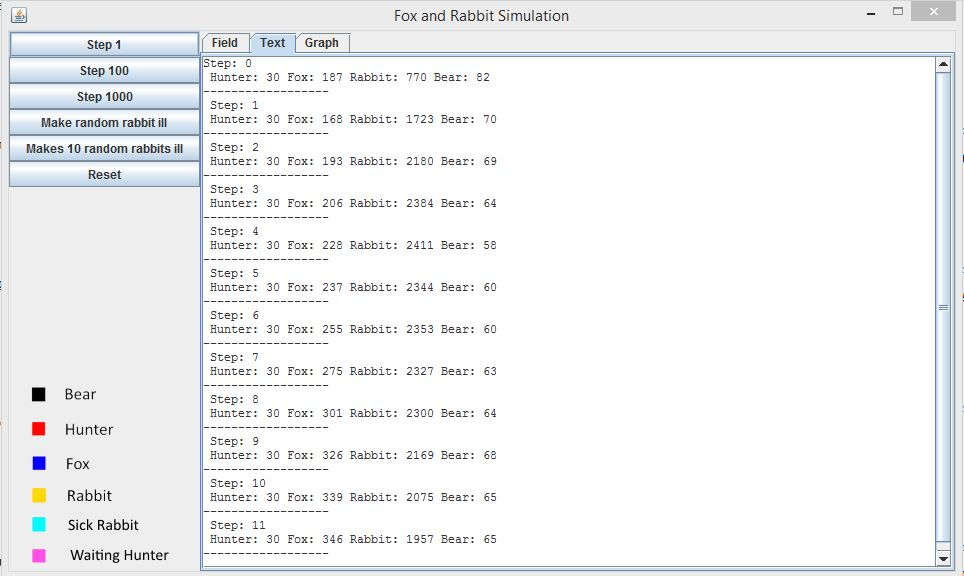 Fox and Rabbit Simulation
Step 1
Step 100
Step 1000
Make random rabbit ill
Makes 10 random rabbits ill
Reset
Bear
Hunter
Fox
Rabbit
Sick Rabbit
Waiting Hunter
Field Text Graph
Step: 0
Hunter: 30 Fox: 187 Rabbit: 770 Bear: 82
------------------
Step: 1
Hunter: 30 Fox: 168 Rabbit: 1723 Bear: 70
------------------
Step: 2
Hunter: 30 Fox: 193 Rabbit: 2180 Bear: 69
------------------
Step: 3
Hunter: 30 Fox: 206 Rabbit: 2384 Bear: 64
------------------
Step: 4
Hunter: 30 Fox: 228 Rabbit: 2411 Bear: 58
------------------
Step: 5
Hunter: 30 Fox: 237 Rabbit: 2344 Bear: 60
------------------
Step: 6
Hunter: 30 Fox: 255 Rabbit: 2353 Bear: 60
------------------
Step: 7
Hunter: 30 Fox: 275 Rabbit: 2327 Bear: 63
------------------
Step: 8
Hunter: 30 Fox: 301 Rabbit: 2300 Bear: 64
------------------
Step: 9
Hunter: 30 Fox: 326 Rabbit: 2169 Bear: 68
------------------
Step: 10
Hunter: 30 Fox: 339 Rabbit: 2075 Bear: 65
------------------
Step: 11
Hunter: 30 Fox: 346 Rabbit: 1957 Bear: 65
------------------